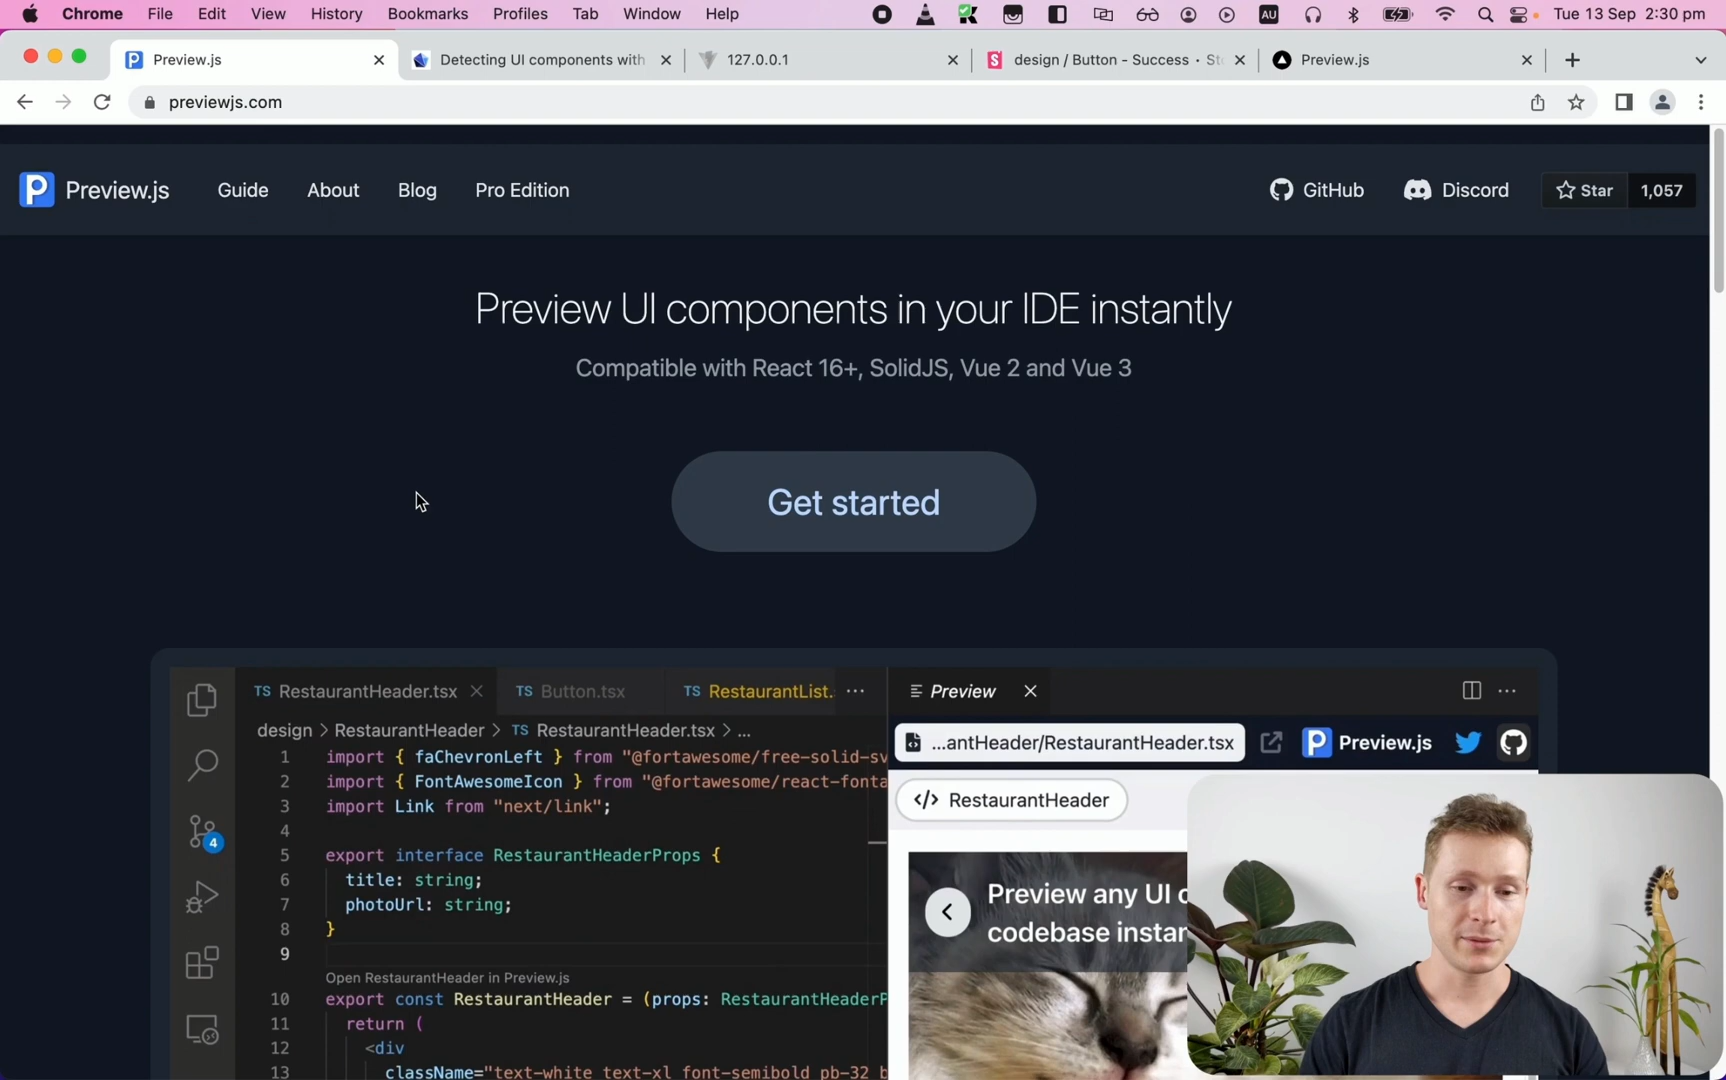 Chrome File Edit View History Bookmarks Profiles Tab Window Help AU Tue 13 Sep 2:30 pm
Preview.js Detecting UI components with 127.0.0.1 design / Button - Success · Sto Preview.js
previewjs.com
P Preview.js Guide About Blog Pro Edition GitHub Discord Star 1,057
Preview UI components in your IDE instantly
Compatible with React 16+, SolidJS, Vue 2 and Vue 3
Get started
TS RestaurantHeader.tsx TS Button.tsx TS RestaurantList. ··· Preview
design > RestaurantHeader > TS RestaurantHeader.tsx > ...
...antHeader/RestaurantHeader.tsx P Preview.js
1 import { faChevronLeft } from "@fortawesome/free-solid-sv
2 import { FontAwesomeIcon } from "@fortawesome/react-fonta
3 import Link from "next/link";
4
5 export interface RestaurantHeaderProps {
6 title: string;
7 photoUrl: string;
8 }
9
Open RestaurantHeader in Preview.js
10 export const RestaurantHeader = (props: RestaurantHeaderP
11 return (
12 <div
13 className="text-white text-xl font-semibold pb-32 b
4
</> RestaurantHeader
Preview any UI c
codebase instan